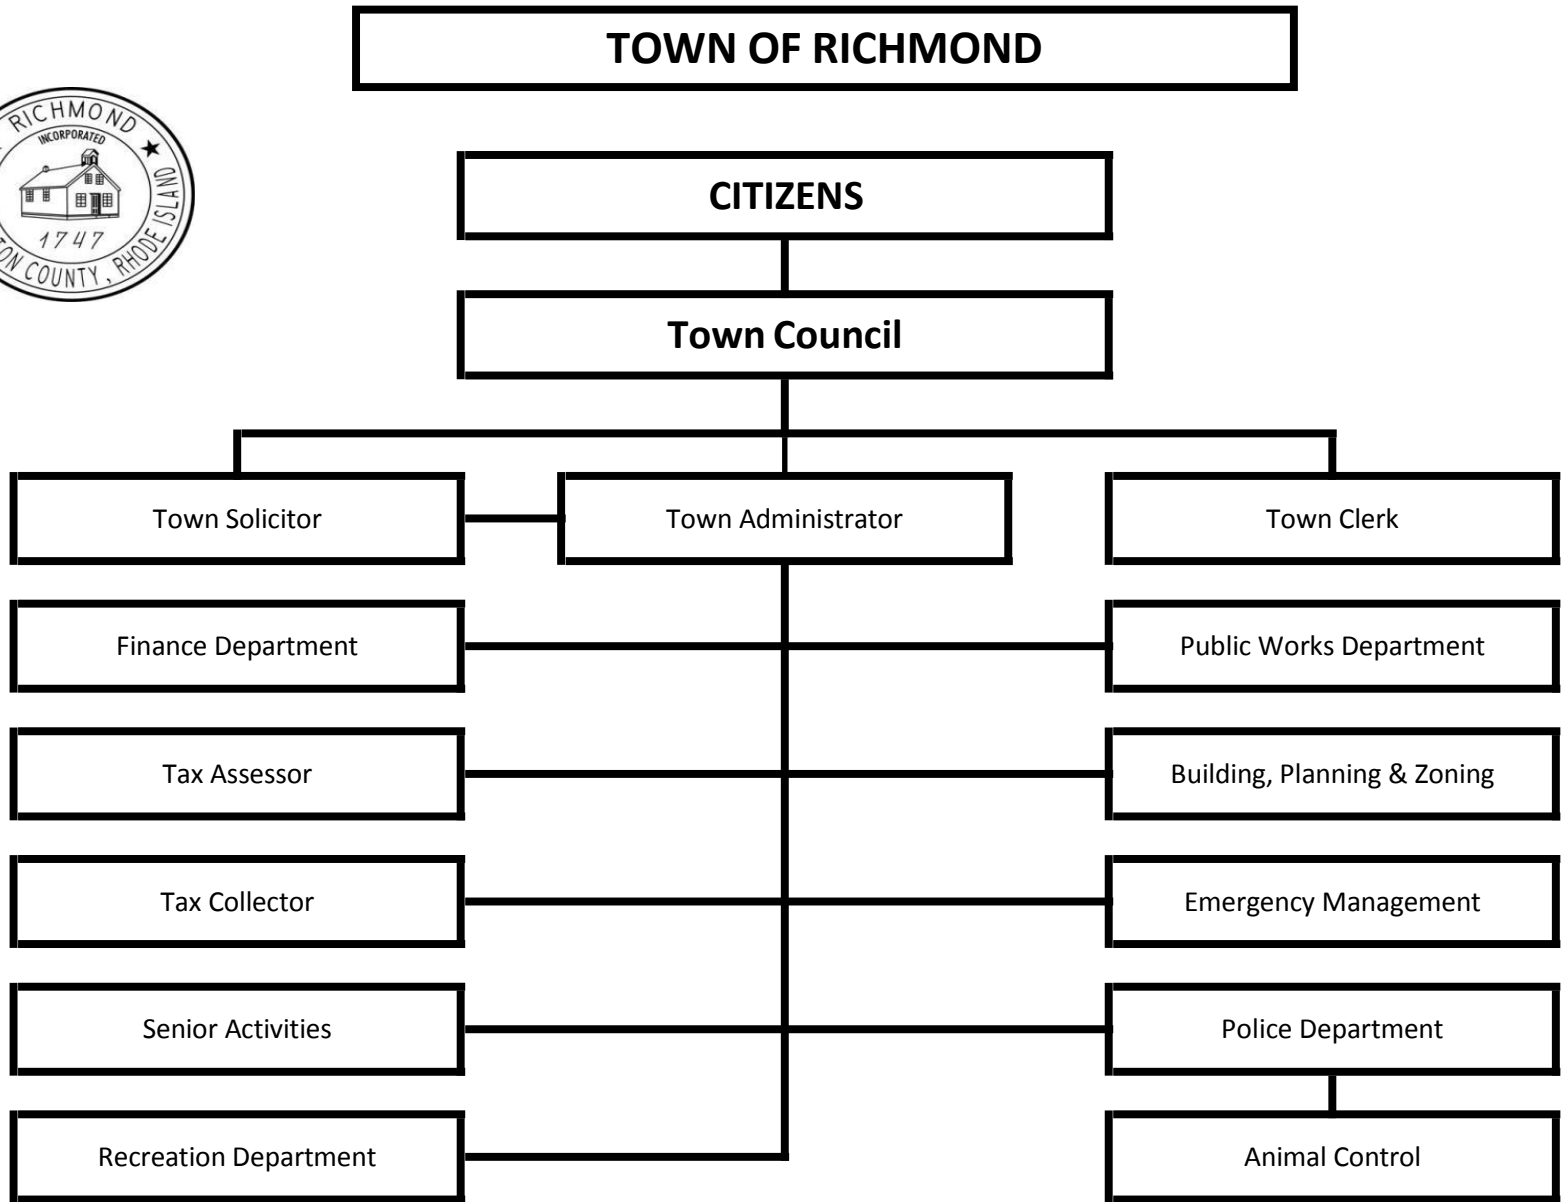 TOWN OF RICHMOND
RICHMOND
INCORPORATED
1747
COUNTY, RHODE ISLAND
CITIZENS
Town Council
Town Solicitor
Town Administrator
Town Clerk
Finance Department
Public Works Department
Tax Assessor
Building, Planning & Zoning
Tax Collector
Emergency Management
Senior Activities
Police Department
Recreation Department
Animal Control